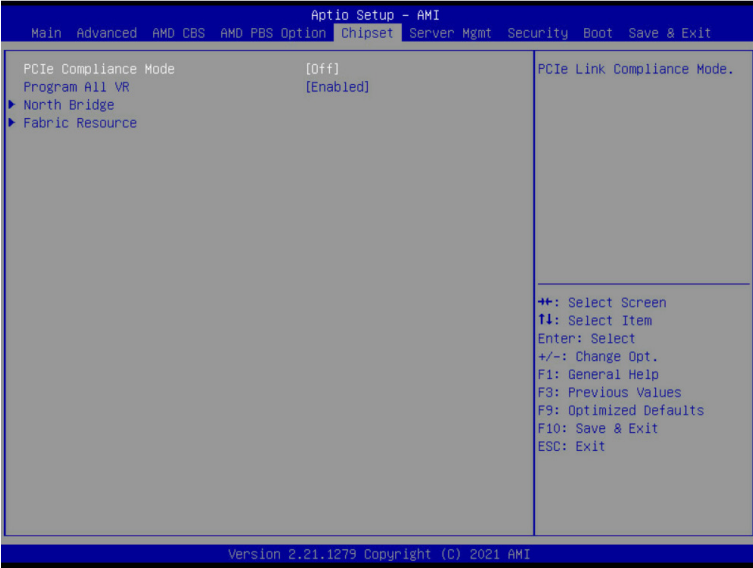 Aptio Setup – AMI
Main Advanced AMD CBS AMD PBS Option Chipset Server Mgmt Security Boot Save & Exit
PCIe Compliance Mode [Off]
Program All VR [Enabled]
▶ North Bridge
▶ Fabric Resource
PCIe Link Compliance Mode.
→←: Select Screen
↑↓: Select Item
Enter: Select
+/-: Change Opt.
F1: General Help
F3: Previous Values
F9: Optimized Defaults
F10: Save & Exit
ESC: Exit
Version 2.21.1279 Copyright (C) 2021 AMI